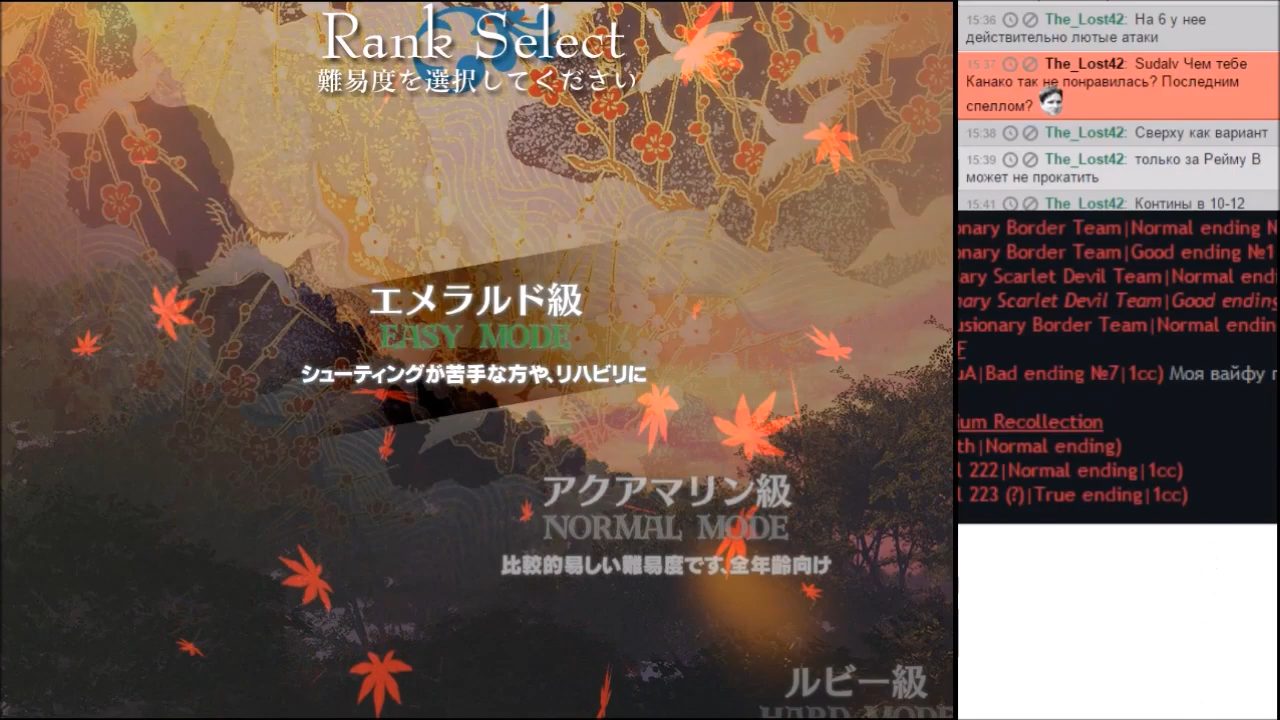 Rank Select
難易度を選択してください
エメラルド級
EASY MODE
シューティングが苦手な方や、リハビリに
アクアマリン級
NORMAL MODE
比較的易しい難易度です。全年齢向け
ルビー級
HARD MODE
15:36 The_Lost42: На 6 у нее
действительно лютые атаки
15:37 The_Lost42: Sudalv Чем тебе
Канако так не понравилась? Последним
спеллом?
15:38 The_Lost42: Сверху как вариант
15:39 The_Lost42: только за Рейму В
может не прокатить
15:41 The_Lost42: Контины в 10-12
onary Border Team|Normal ending N
onary Border Team|Good ending №1
ary Scarlet Devil Team|Normal endi
nary Scarlet Devil Team|Good ending
usionary Border Team|Normal endin
uA|Bad ending №7|1cc) Моя вайфу
ium Recollection
th|Normal ending)
l 222|Normal ending|1cc)
l 223 (?)|True ending|1cc)